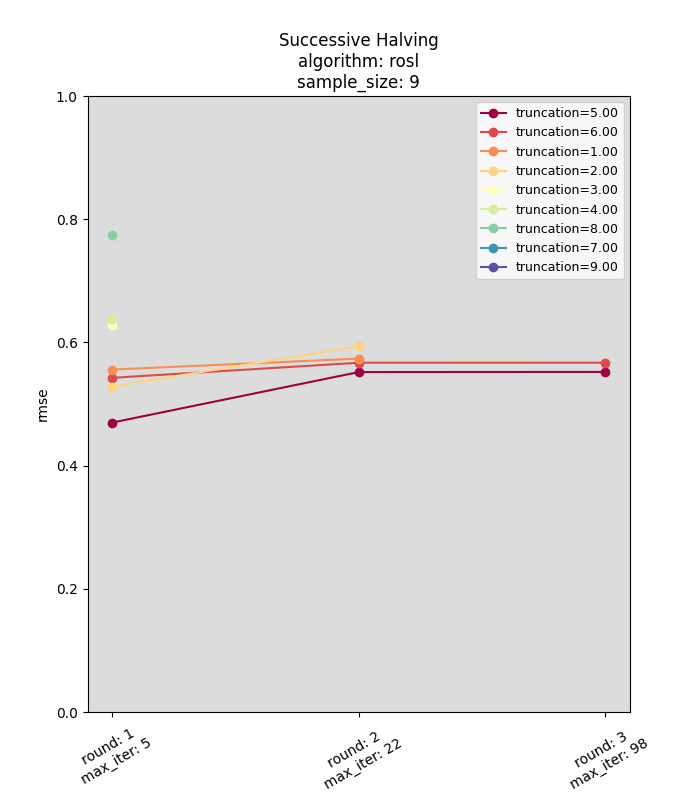 Successive Halving
algorithm: rosl
sample_size: 9
1.0
0.8
0.6
0.4
0.2
0.0
rmse
truncation=5.00
truncation=6.00
truncation=1.00
truncation=2.00
truncation=3.00
truncation=4.00
truncation=8.00
truncation=7.00
truncation=9.00
round: 1
max_iter: 5
round: 2
max_iter: 22
round: 3
max_iter: 98